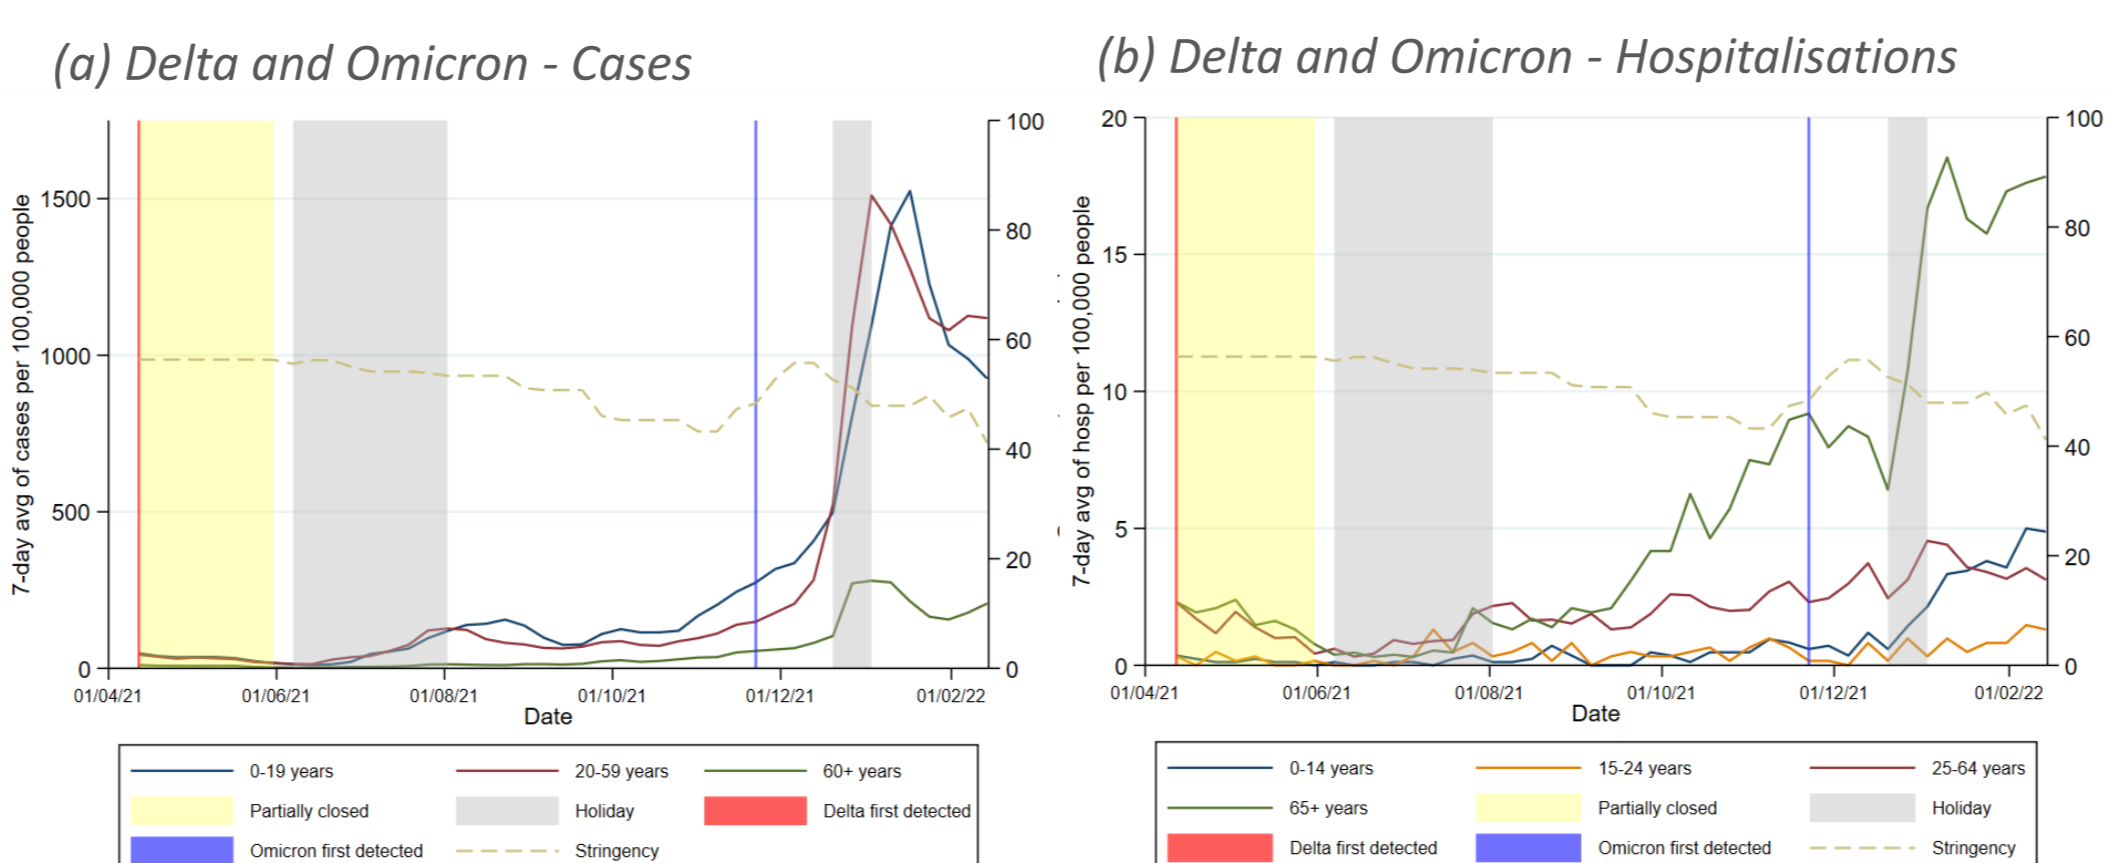 (a) Delta and Omicron - Cases
7-day avg of cases per 100,000 people
1500
1000
500
0
100
80
60
40
20
0
01/04/21 01/06/21 01/08/21 01/10/21 01/12/21 01/02/22
Date
0-19 years 20-59 years 60+ years
Partially closed Holiday Delta first detected
Omicron first detected Stringency
(b) Delta and Omicron - Hospitalisations
7-day avg of hosp per 100,000 people
20
15
10
5
0
100
80
60
40
20
0
01/04/21 01/06/21 01/08/21 01/10/21 01/12/21 01/02/22
Date
0-14 years 15-24 years 25-64 years
65+ years Partially closed Holiday
Delta first detected Omicron first detected Stringency